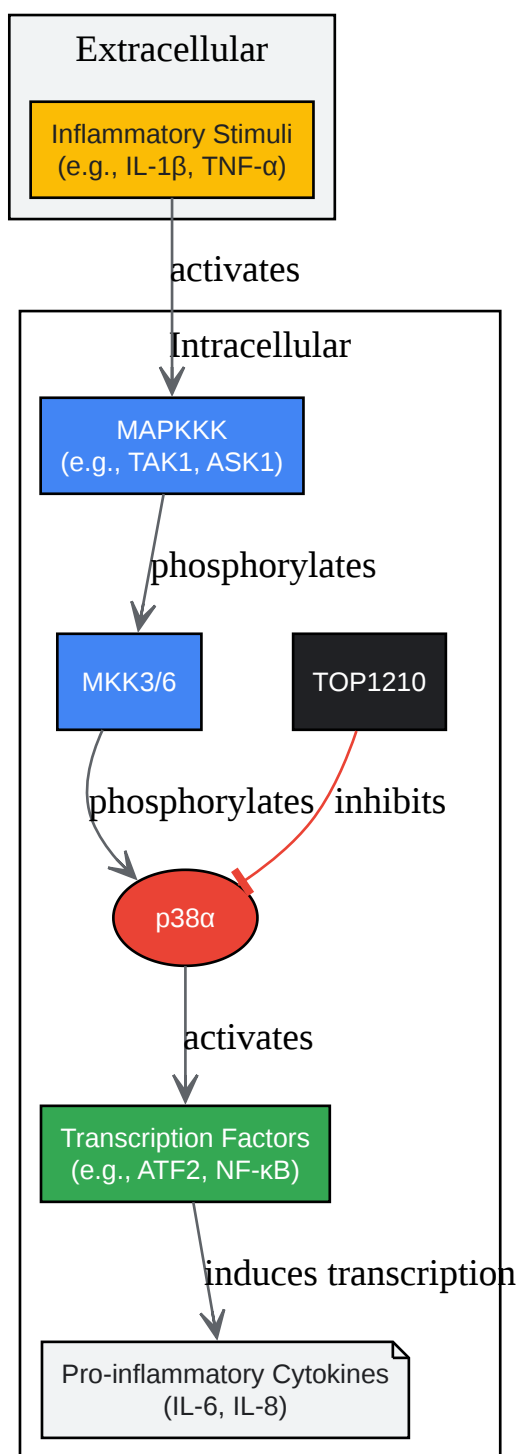 Extracellular
Inflammatory Stimuli
(e.g., IL-1β, TNF-α)
activates
Intracellular
MAPKKK
(e.g., TAK1, ASK1)
phosphorylates
MKK3/6
TOP1210
phosphorylates
inhibits
p38α
activates
Transcription Factors
(e.g., ATF2, NF-κB)
induces transcription
Pro-inflammatory Cytokines
(IL-6, IL-8)